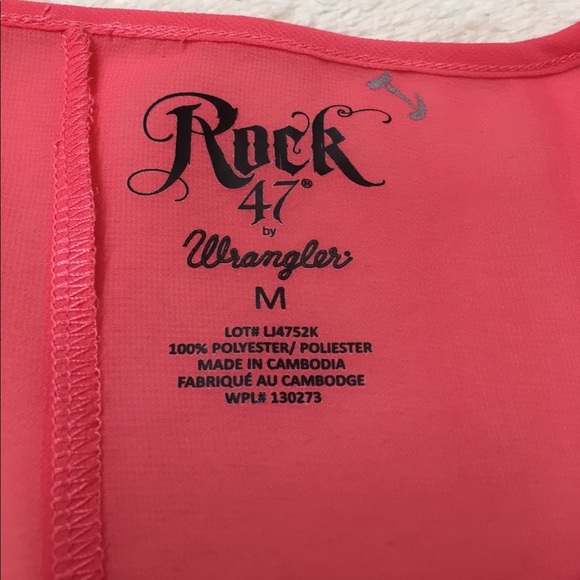 Rock
47®
by
Wrangler
M
LOT# LJ4752K
100% POLYESTER/ POLIESTER
MADE IN CAMBODIA
FABRIQUÉ AU CAMBODGE
WPL# 130273